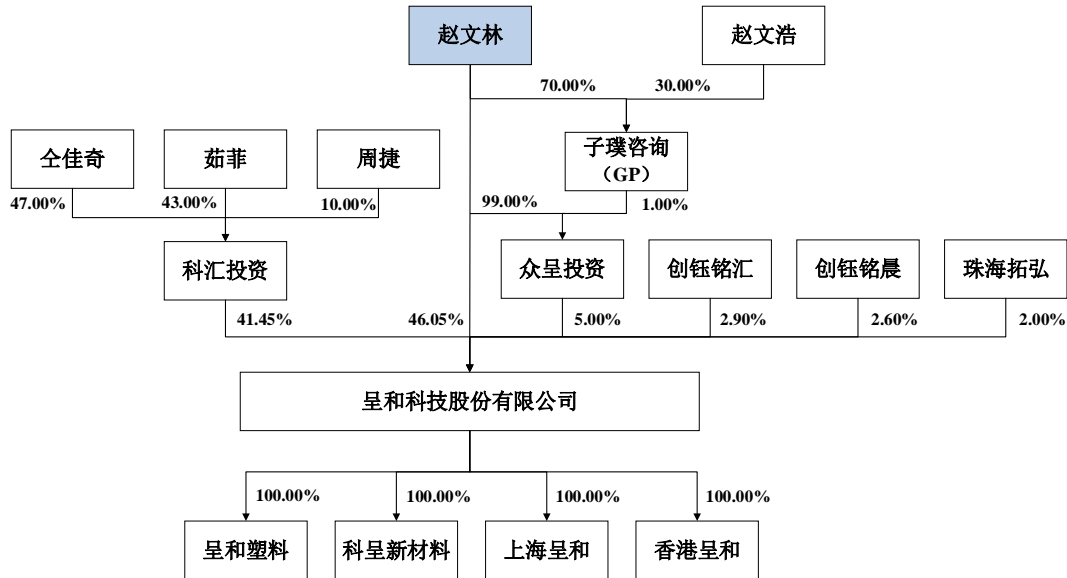 赵文林
赵文浩
70.00%
30.00%
仝佳奇
茹菲
周捷
子璞咨询
（GP）
47.00%
43.00%
10.00%
99.00%
1.00%
科汇投资
众呈投资
创钰铭汇
创钰铭晨
珠海拓弘
41.45%
46.05%
5.00%
2.90%
2.60%
2.00%
呈和科技股份有限公司
100.00%
100.00%
100.00%
100.00%
呈和塑料
科呈新材料
上海呈和
香港呈和